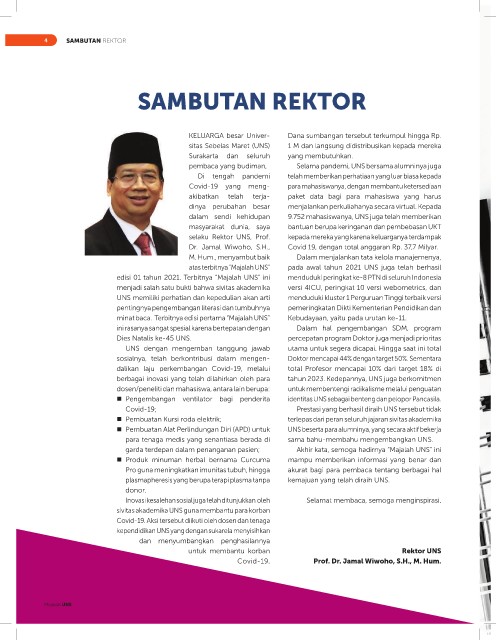 4 SAMBUTAN REKTOR
SAMBUTAN REKTOR
KELUARGA besar Univer-
sitas Sebelas Maret (UNS)
Surakarta dan seluruh
pembaca yang budiman,
Di tengah pandemi
Covid-19 yang meng-
akibatkan telah terja-
dinya perubahan besar
dalam sendi kehidupan
masyarakat dunia, saya
selaku Rektor UNS, Prof.
Dr. Jamal Wiwoho, S.H.,
M. Hum., menyambut baik
atas terbitnya "Majalah UNS"
edisi 01 tahun 2021. Terbitnya "Majalah UNS" ini
menjadi salah satu bukti bahwa sivitas akademika
UNS memiliki perhatian dan kepedulian akan arti
pentingnya pengembangan literasi dan tumbuhnya
minat baca. Terbitnya edisi pertama "Majalah UNS"
ini rasanya sangat spesial karena bertepatan dengan
Dies Natalis ke-45 UNS.
UNS dengan mengemban tanggung jawab
sosialnya, telah berkontribusi dalam mengen-
dalikan laju perkembangan Covid-19, melalui
berbagai inovasi yang telah dilahirkan oleh para
dosen/peneliti dan mahasiswa, antara lain berupa:
■ Pengembangan ventilator bagi penderita
Covid-19;
■ Pembuatan Kursi roda elektrik;
■ Pembuatan Alat Perlindungan Diri (APD) untuk
para tenaga medis yang senantiasa berada di
garda terdepan dalam penanganan pasien;
■ Produk minuman herbal bernama Curcuma
Pro guna meningkatkan imunitas tubuh, hingga
plasmapheresis yang berupa terapi plasma tanpa
donor.
Inovasi kesalehan sosial juga telah ditunjukkan oleh
sivitas akademika UNS guna membantu para korban
Covid-19. Aksi tersebut diikuti oleh dosen dan tenaga
kependidikan UNS yang dengan sukarela menyisihkan
dan menyumbangkan penghasilannya
untuk membantu korban
Covid-19.
Dana sumbangan tersebut terkumpul hingga Rp.
1 M dan langsung didistribusikan kepada mereka
yang membutuhkan.
Selama pandemi, UNS bersama alumninya juga
telah memberikan perhatiaan yang luar biasa kepada
para mahasiswanya, dengan membantu ketersediaan
paket data bagi para mahasiswa yang harus
menjalankan perkuliahanya secara virtual. Kepada
9.752 mahasiswanya, UNS juga telah memberikan
bantuan berupa keringanan dan pembebasan UKT
kepada mereka yang karena keluarganya terdampak
Covid 19, dengan total anggaran Rp. 37,7 Milyar.
Dalam menjalankan tata kelola manajemenya,
pada awal tahun 2021 UNS juga telah berhasil
menduduki peringkat ke-8 PTN di seluruh Indonesia
versi 4ICU, peringkat 10 versi webometrics, dan
menduduki kluster 1 Perguruan Tinggi terbaik versi
pemeringkatan Dikti Kementerian Pendidikan dan
Kebudayaan, yaitu pada urutan ke-11.
Dalam hal pengembangan SDM, program
percepatan program Doktor juga menjadi prioritas
utama untuk segera dicapai. Hingga saat ini total
Doktor mencapai 44% dengan target 50%. Sementara
total Profesor mencapai 10% dari target 18% di
tahun 2023. Kedepannya, UNS juga berkomitmen
untuk membentengi radikalisme melalui penguatan
identitas UNS sebagai benteng dan pelopor Pancasila.
Prestasi yang berhasil diraih UNS tersebut tidak
terlepas dari peran seluruh jajaran sivitas akademika
UNS beserta para alumninya, yang secara aktif bekerja
sama bahu-membahu mengembangkan UNS.
Akhir kata, semoga hadirnya "Majalah UNS" ini
mampu memberikan informasi yang benar dan
akurat bagi para pembaca tentang berbagai hal
kemajuan yang telah diraih UNS.
Selamat membaca, semoga menginspirasi.
Rektor UNS
Prof. Dr. Jamal Wiwoho, S.H., M. Hum.